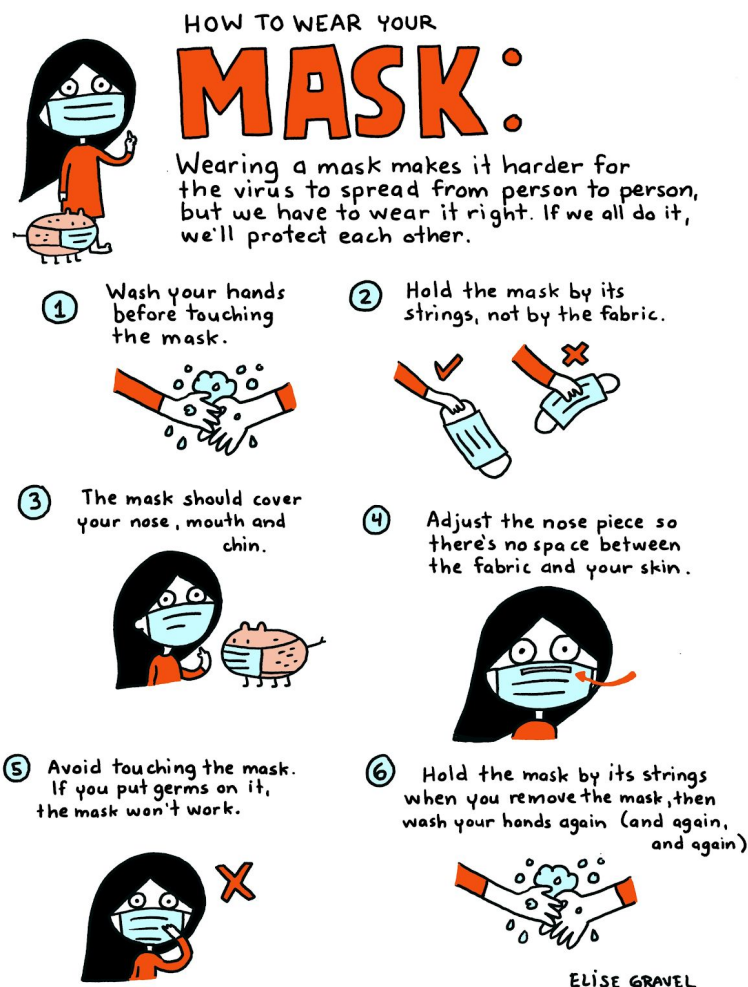 HOW TO WEAR YOUR
MASK:
Wearing a mask makes it harder for
the virus to spread from person to person,
but we have to wear it right. If we all do it,
we'll protect each other.
1
Wash your hands
before touching
the mask.
2
Hold the mask by its
strings, not by the fabric.
3
The mask should cover
your nose, mouth and
chin.
4
Adjust the nose piece so
there's no space between
the fabric and your skin.
5
Avoid touching the mask.
If you put germs on it,
the mask won't work.
6
Hold the mask by its strings
when you remove the mask, then
wash your hands again (and again,
and again)
ELISE GRAVEL